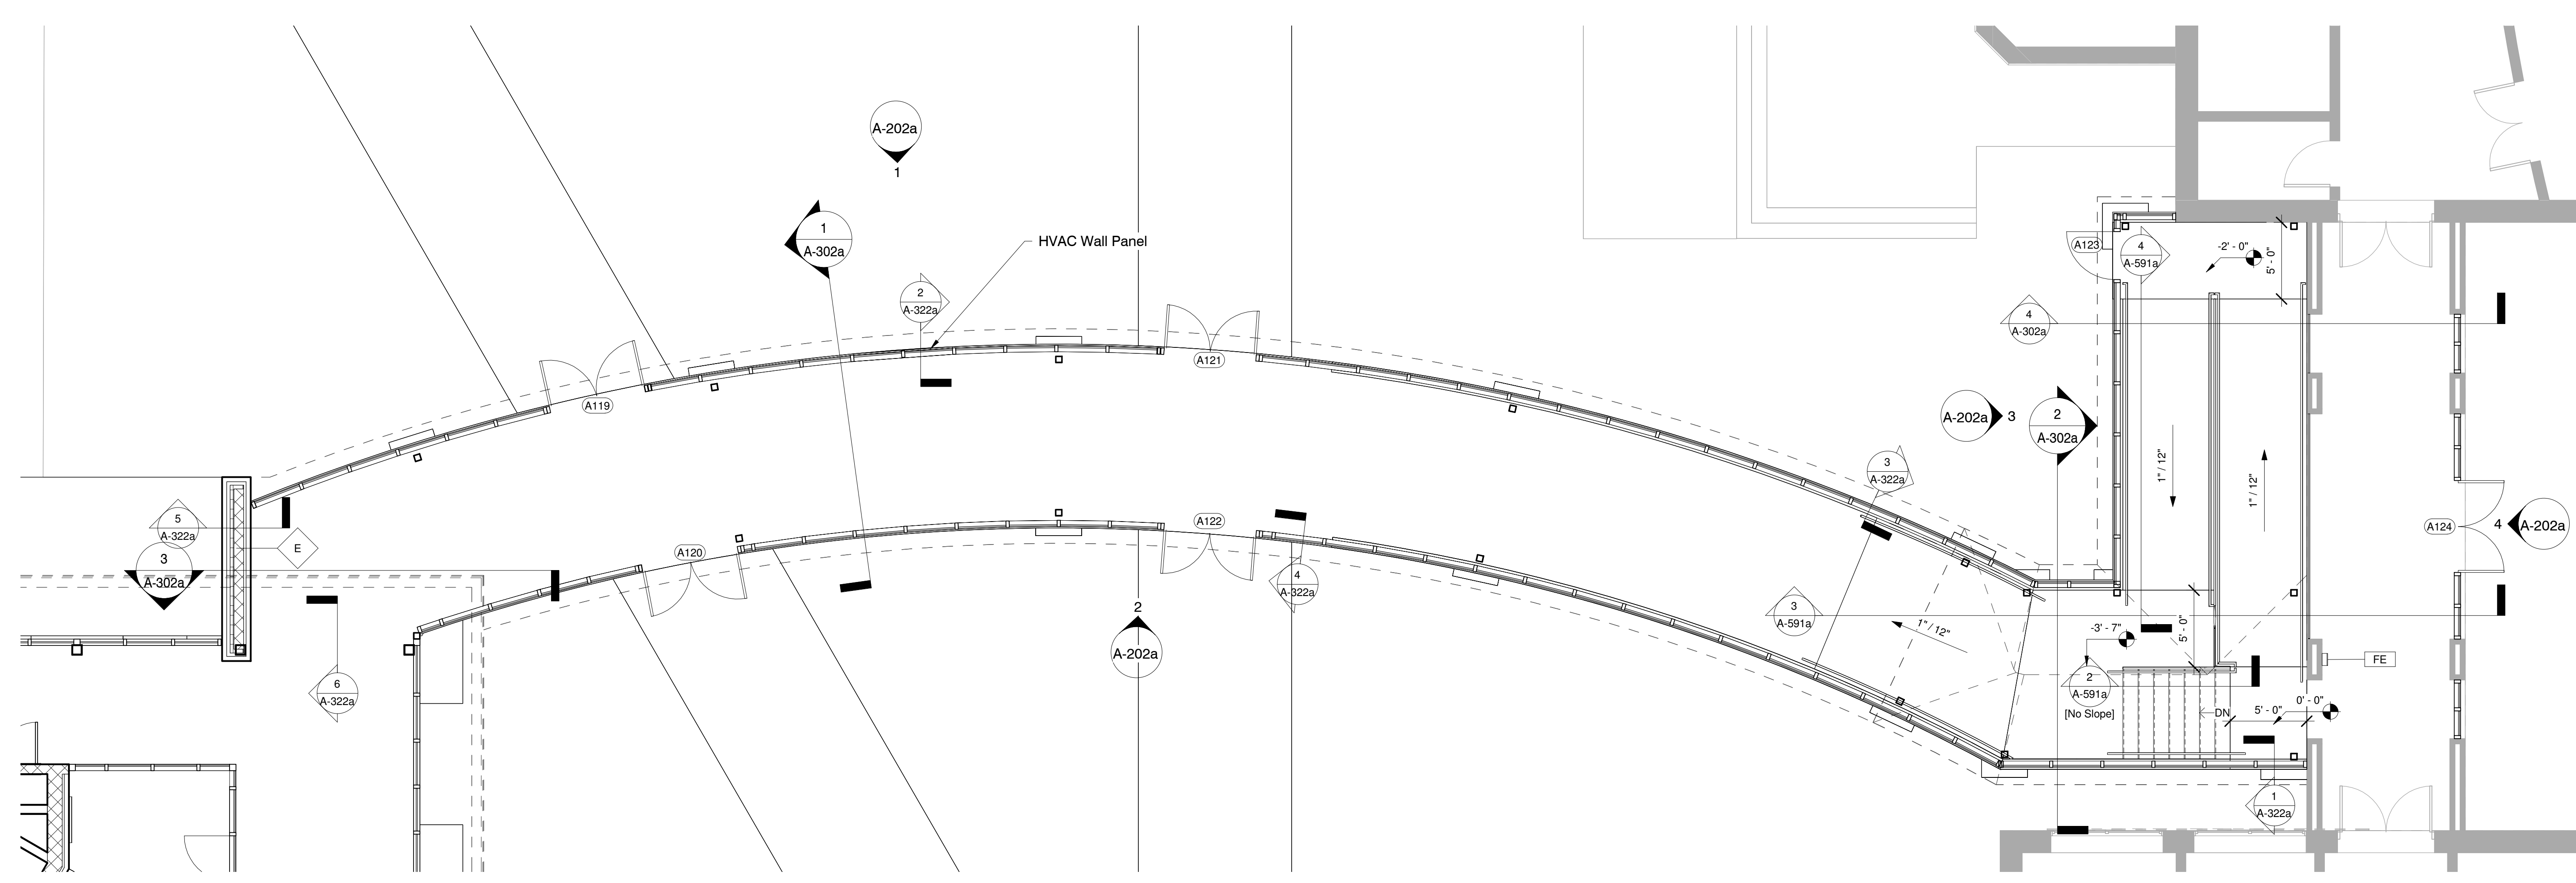 A-202a
1
1
A-302a
HVAC Wall Panel
2
A-322a
A119
A121
A123
4
A-591a
-2' - 0"
5' - 0"
4
A-302a
A-202a
3
2
A-302a
1" / 12"
1" / 12"
3
A-322a
5
A-322a
E
3
A-302a
A120
A122
A124
4
A-202a
4
A-322a
2
A-202a
3
A-591a
1" / 12"
5' - 0"
-3' - 7"
FE
6
A-322a
2
A-591a
[No Slope]
DN
5' - 0"
0' - 0"
1
A-322a